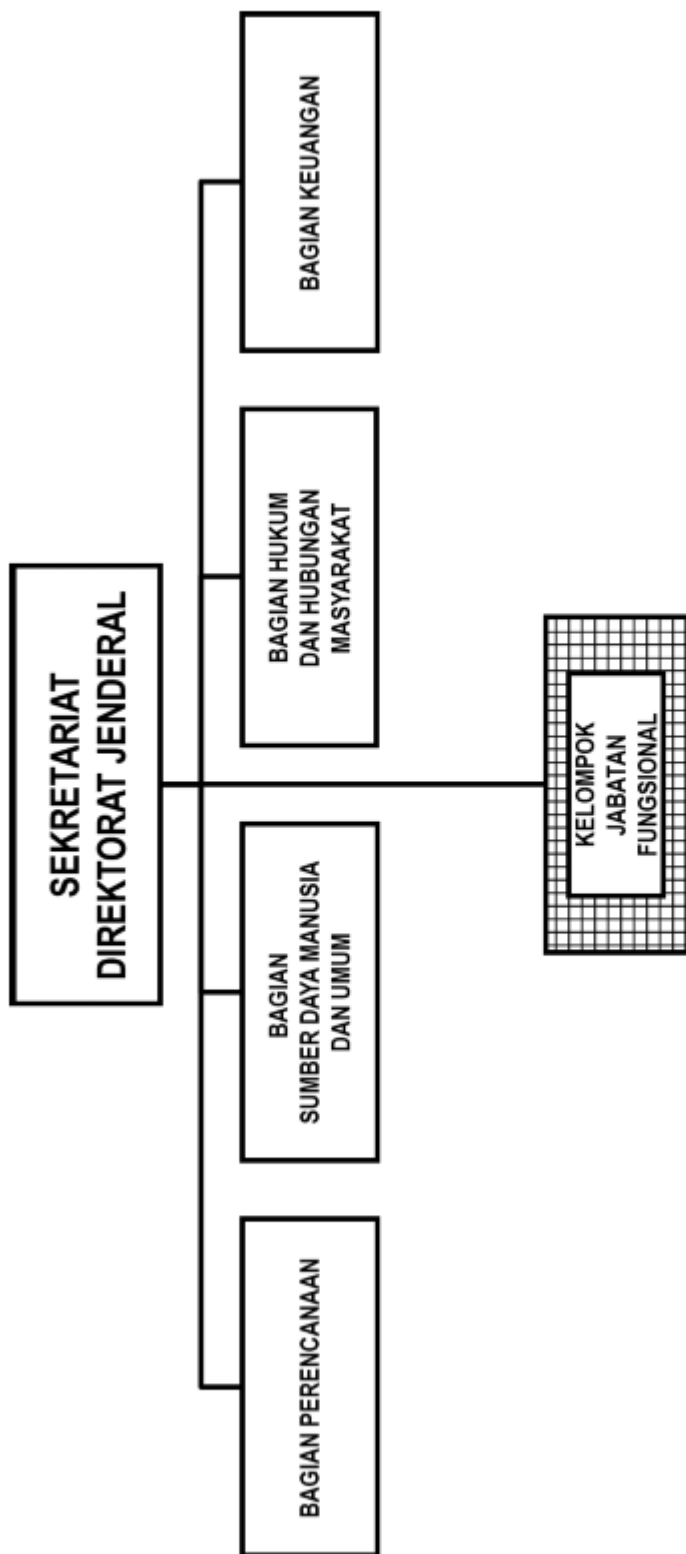 SEKRETARIAT
DIREKTORAT JENDERAL
BAGIAN PERENCANAAN
BAGIAN
SUMBER DAYA MANUSIA
DAN UMUM
BAGIAN HUKUM
DAN HUBUNGAN
MASYARAKAT
BAGIAN KEUANGAN
KELOMPOK
JABATAN
FUNGSIONAL